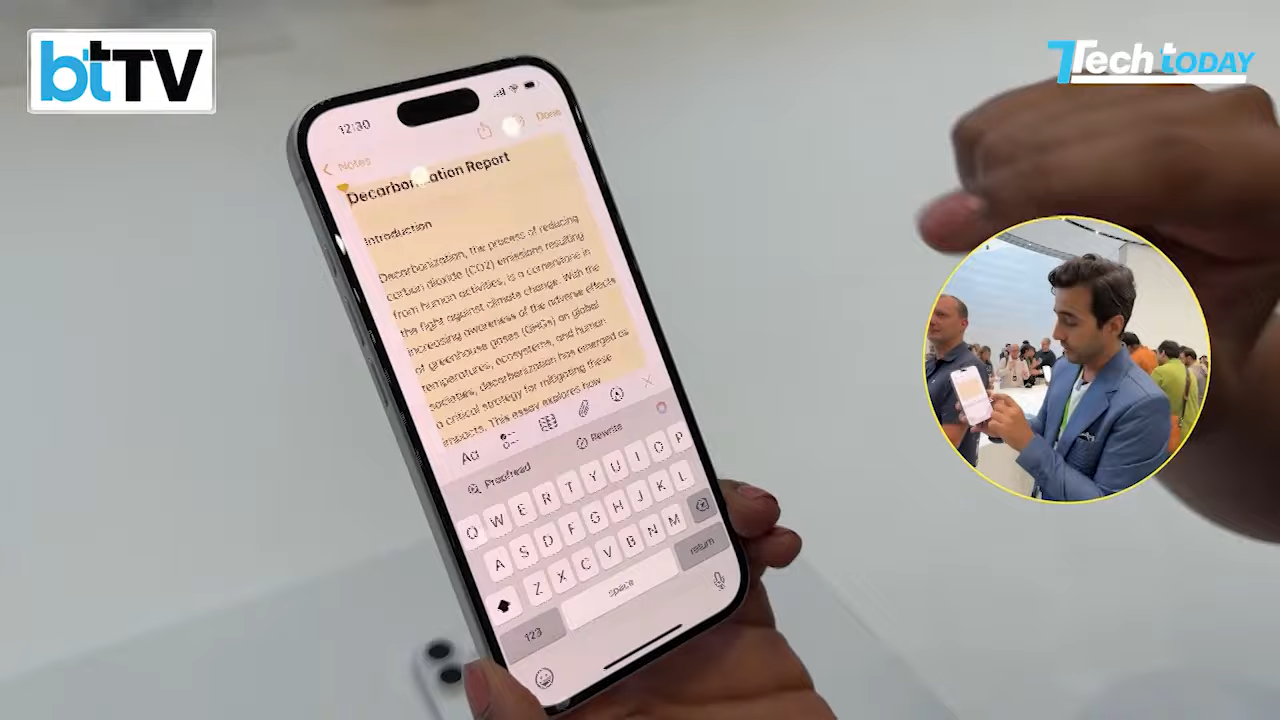 btTV
7Tech today
12:30
Notes
Done
Decarbonization Report
Introduction
Decarbonization, the process of reducing
carbon dioxide (CO2) emissions resulting
from human activities, is a cornerstone in
the fight against climate change. With the
increasing awareness of the adverse effects
of greenhouse gases (GHGs) on global
temperatures, ecosystems, and human
societies, decarbonization has emerged as
a critical strategy for mitigating these
impacts. This essay explores how
Aa
Proofread
Rewrite
Q W E R T Y U I O P
A S D F G H J K L
Z X C V B N M
123
space
return